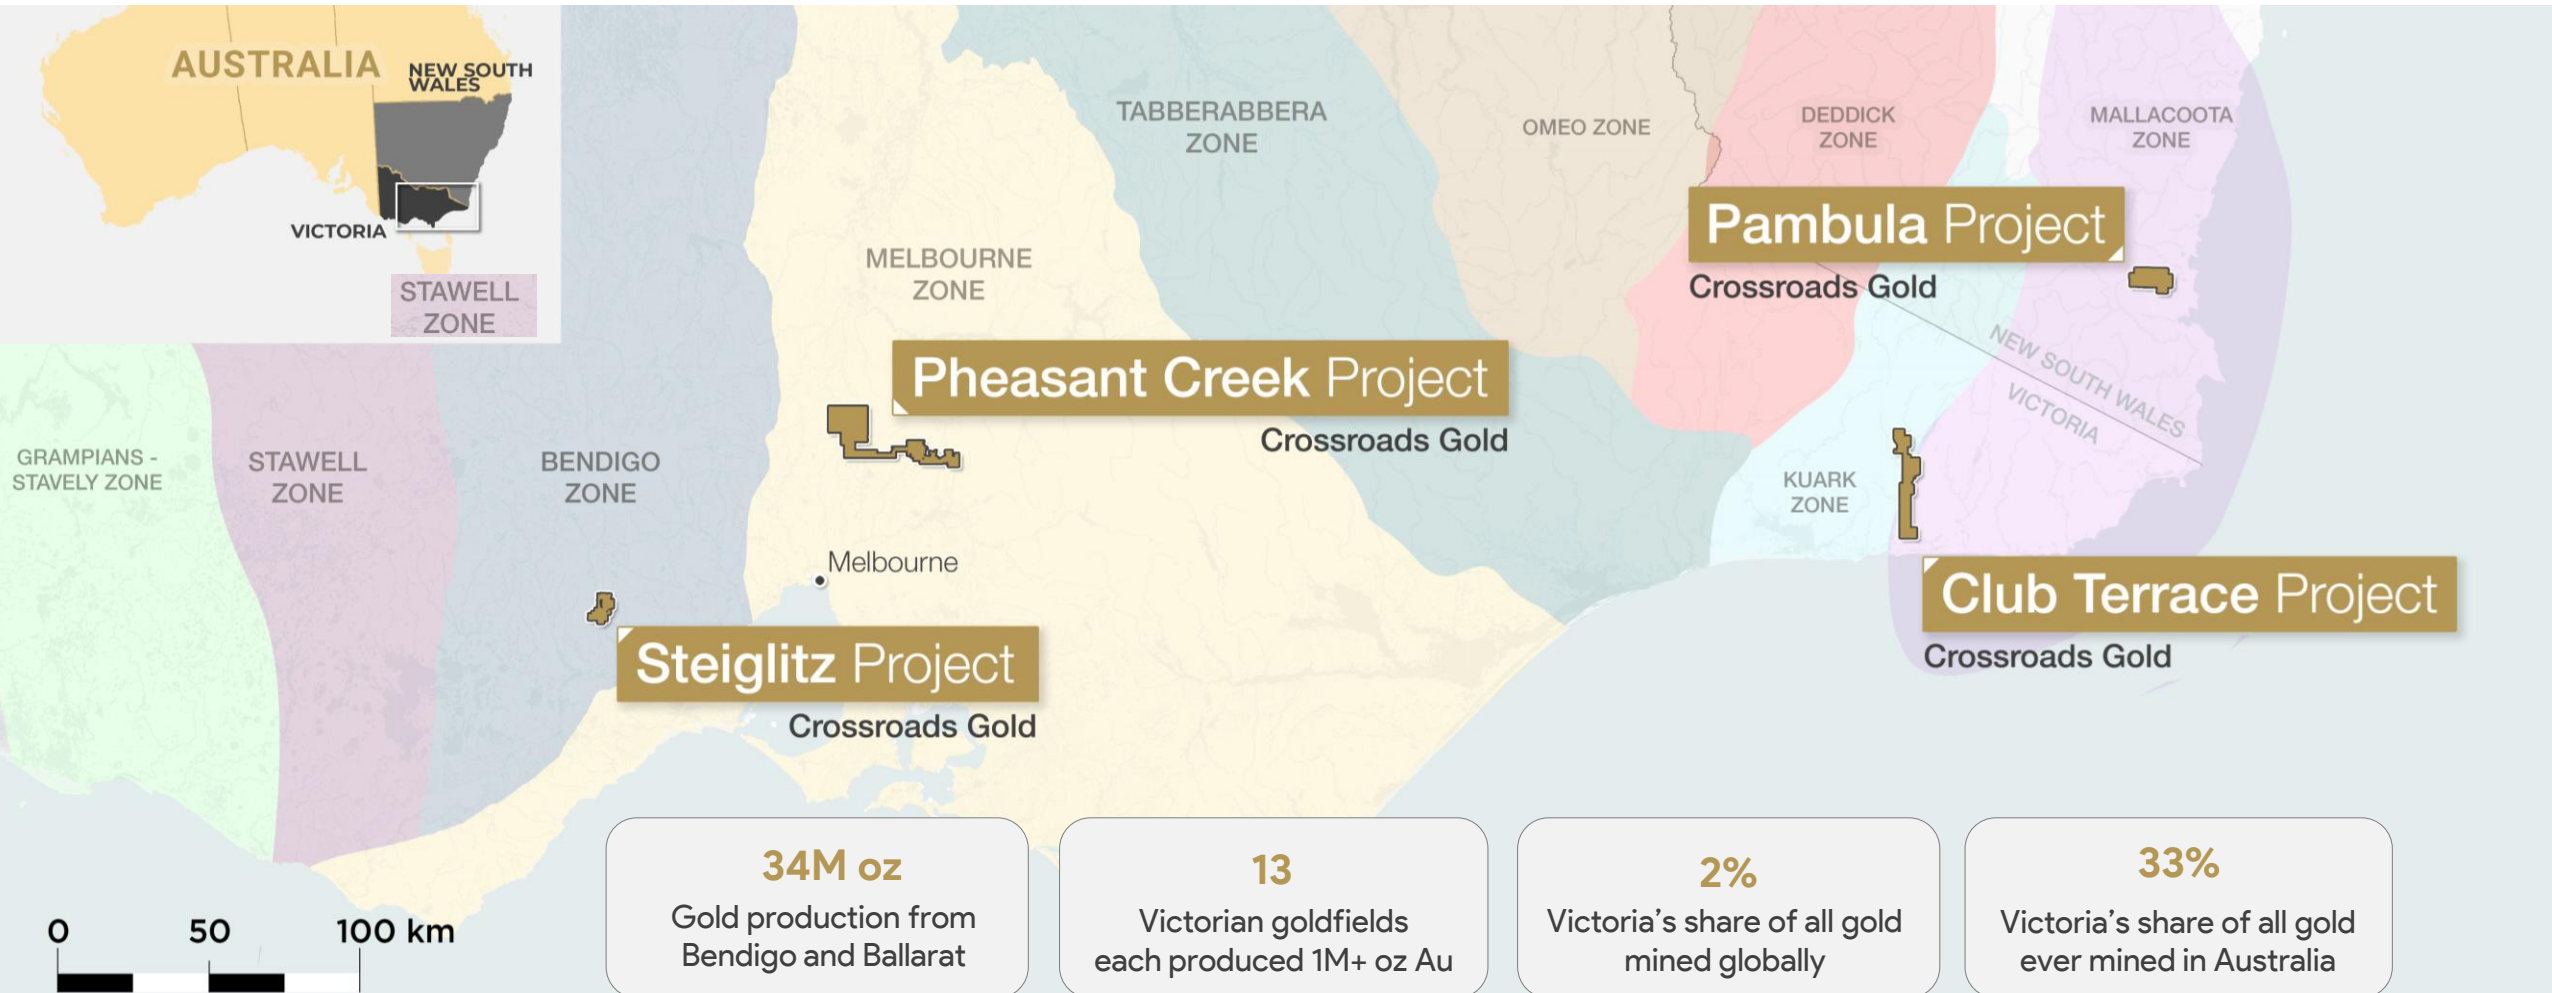 AUSTRALIA
NEW SOUTH
WALES
VICTORIA
STAWELL
ZONE
TABBERABBERA
ZONE
OMEO ZONE
DEDDICK
ZONE
MALLACOOTA
ZONE
MELBOURNE
ZONE
Pambula Project
Crossroads Gold
NEW SOUTH WALES
VICTORIA
Pheasant Creek Project
Crossroads Gold
GRAMPIANS -
STAVELY ZONE
STAWELL
ZONE
BENDIGO
ZONE
KUARK
ZONE
Melbourne
Steiglitz Project
Crossroads Gold
Club Terrace Project
Crossroads Gold
0 50 100 km
34M oz
Gold production from
Bendigo and Ballarat
13
Victorian goldfields
each produced 1M+ oz Au
2%
Victoria’s share of all gold
mined globally
33%
Victoria’s share of all gold
ever mined in Australia